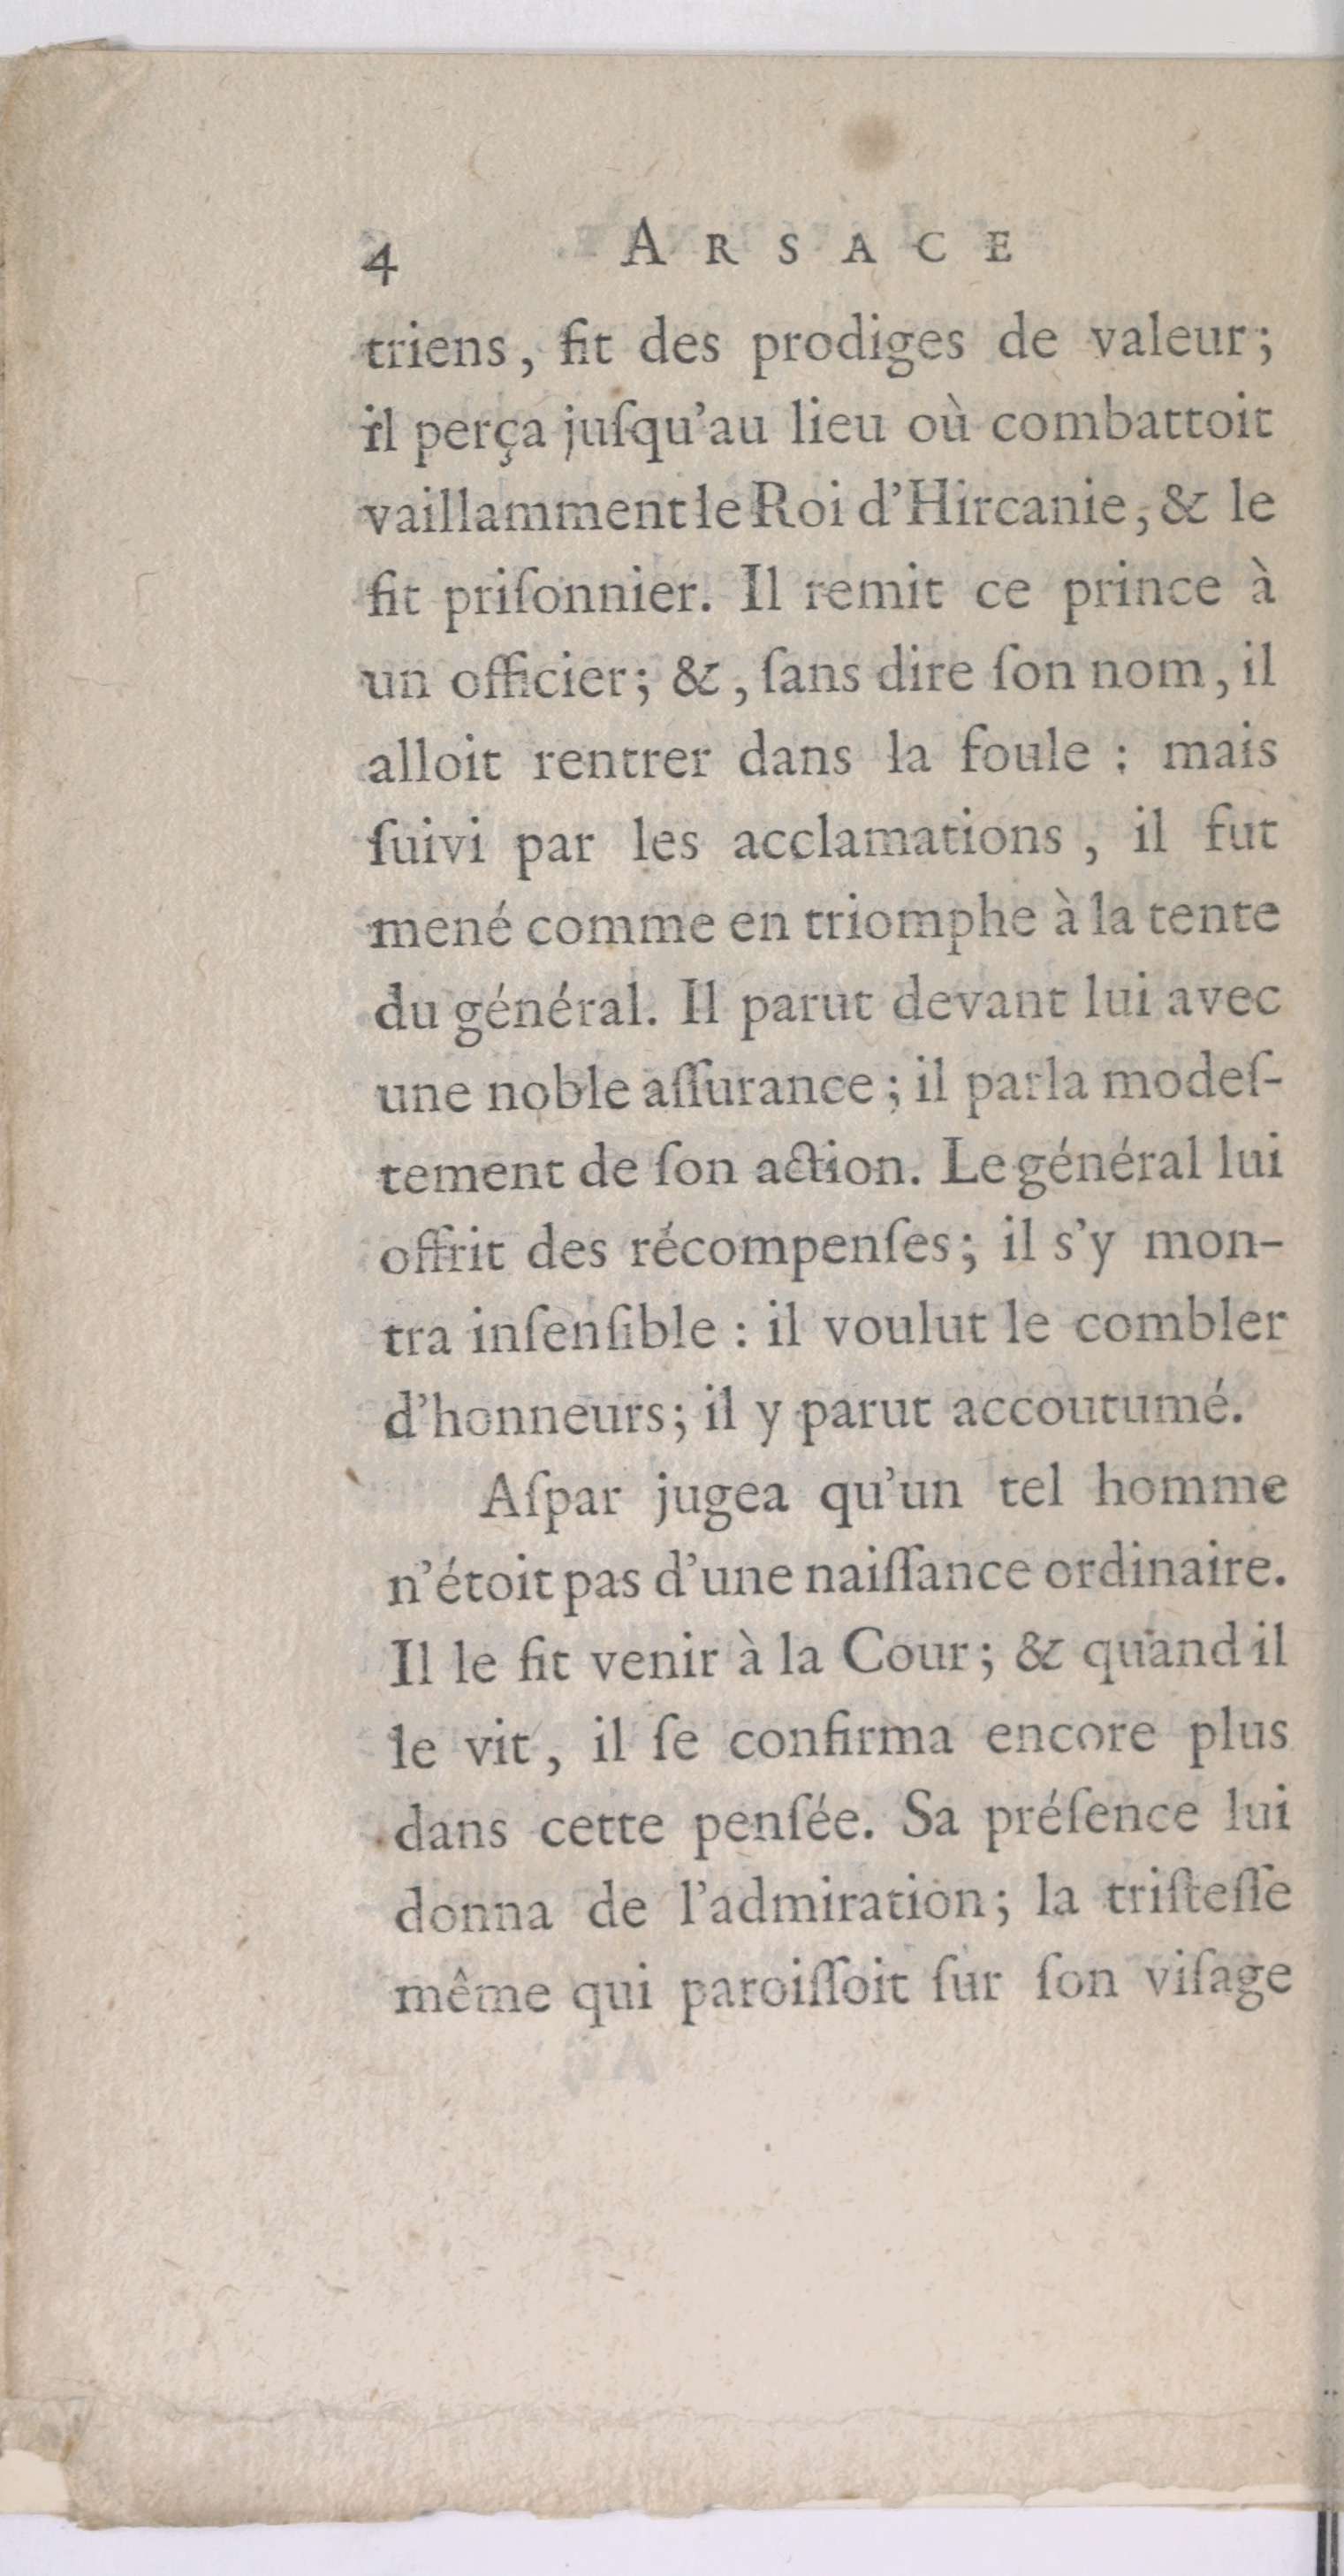 4 ARSACE
triens, fit des prodiges de valeur;
il perça juſqu'au lieu où combattoit
vaillamment le Roi d'Hircanie, & le
fit priſonnier. Il remit ce prince à
un officier; &, ſans dire ſon nom, il
alloit rentrer dans la foule : mais
ſuivi par les acclamations, il fut
mené comme en triomphe à la tente
du général. Il parut devant lui avec
une noble aſſurance; il parla modeſ-
tement de ſon action. Le général lui
offrit des récompenſes; il s'y mon-
tra inſenſible : il voulut le combler
d'honneurs; il y parut accoutumé.
Aſpar jugea qu'un tel homme
n'étoit pas d'une naiſſance ordinaire.
Il le fit venir à la Cour; & quand il
le vit, il ſe confirma encore plus
dans cette penſée. Sa préſence lui
donna de l'admiration; la triſteſſe
même qui paroiſſoit ſur ſon viſage